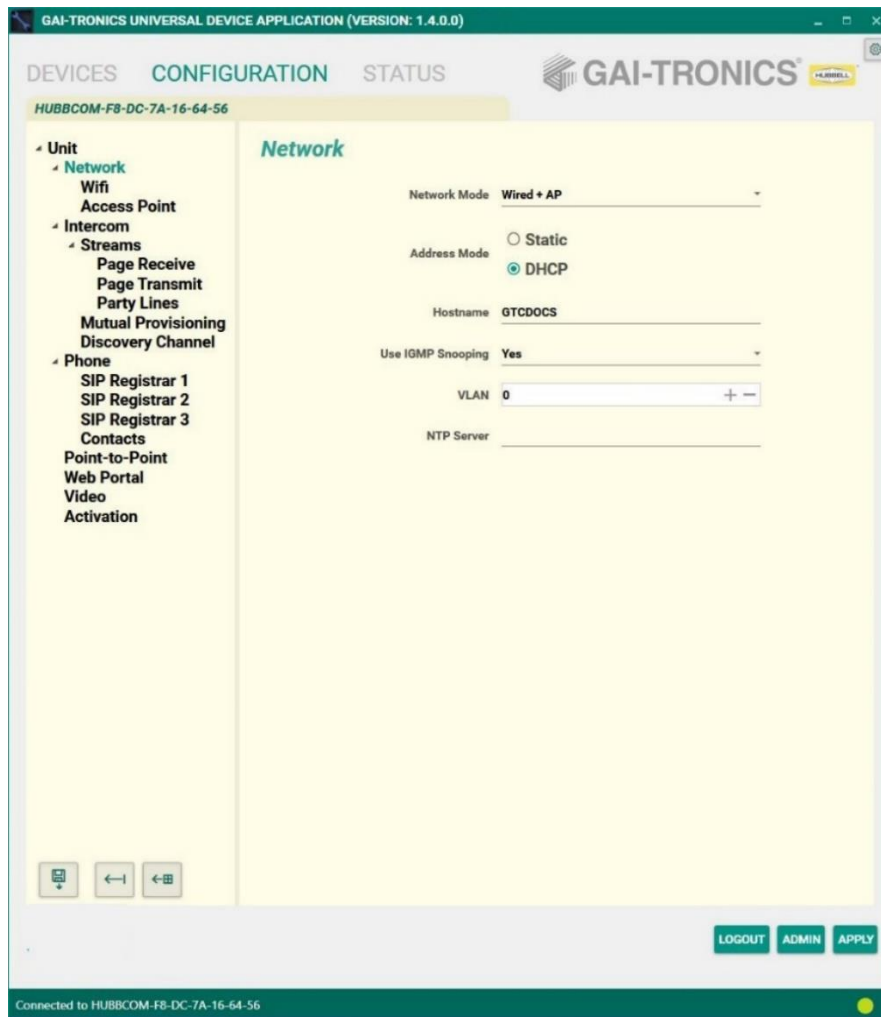 GAI-TRONICS UNIVERSAL DEVICE APPLICATION (VERSION: 1.4.0.0)
DEVICES CONFIGURATION STATUS
GAI-TRONICS®
HUBBELL
HUBBCOM-F8-DC-7A-16-64-56
Unit
Network
Wifi
Access Point
Intercom
Streams
Page Receive
Page Transmit
Party Lines
Mutual Provisioning
Discovery Channel
Phone
SIP Registrar 1
SIP Registrar 2
SIP Registrar 3
Contacts
Point-to-Point
Web Portal
Video
Activation
Network
Network Mode Wired + AP
Address Mode
Static
DHCP
Hostname GTCDOCS
Use IGMP Snooping Yes
VLAN 0
NTP Server
LOGOUT ADMIN APPLY
Connected to HUBBCOM-F8-DC-7A-16-64-56